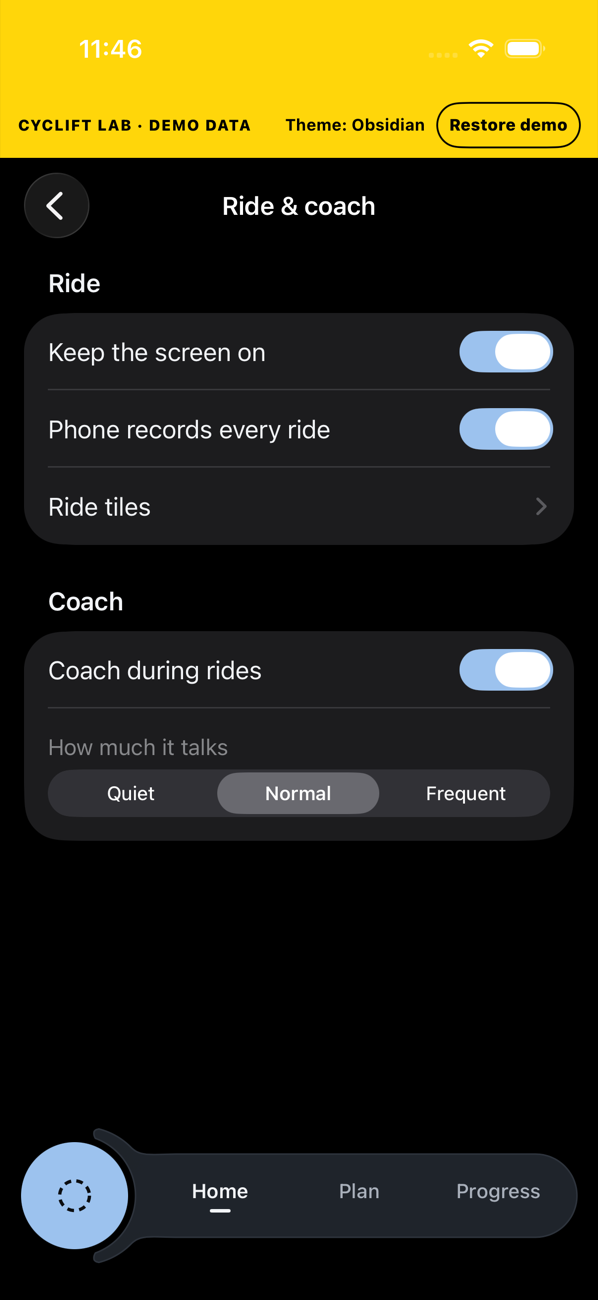 11:46
CYCLIFT LAB · DEMO DATA Theme: Obsidian Restore demo
Ride & coach
Ride
Keep the screen on
Phone records every ride
Ride tiles
Coach
Coach during rides
How much it talks
Quiet Normal Frequent
Home Plan Progress